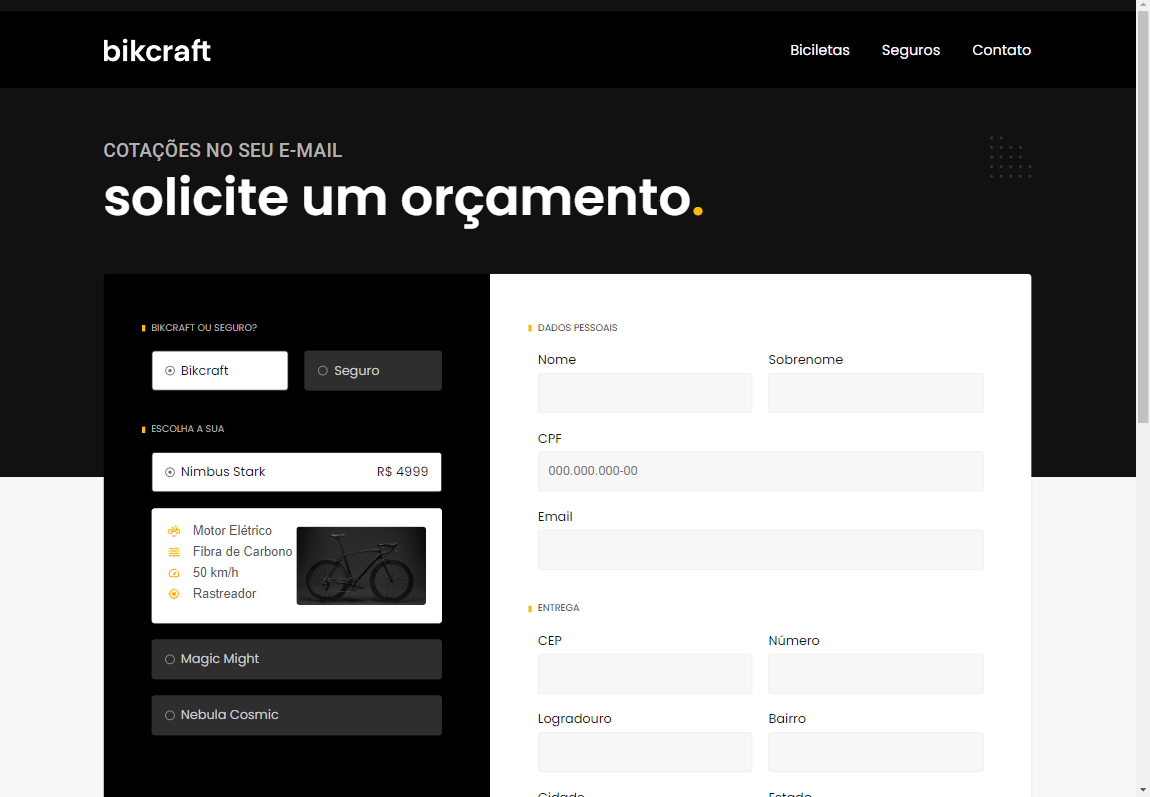 bikcraft
Biciletas
Seguros
Contato
COTAÇÕES NO SEU E-MAIL
solicite um orçamento.
BIKCRAFT OU SEGURO?
Bikcraft
Seguro
ESCOLHA A SUA
Nimbus Stark R$ 4999
Motor Elétrico
Fibra de Carbono
50 km/h
Rastreador
Magic Might
Nebula Cosmic
DADOS PESSOAIS
Nome
Sobrenome
CPF
000.000.000-00
Email
ENTREGA
CEP
Número
Logradouro
Bairro
Cidade
Estado